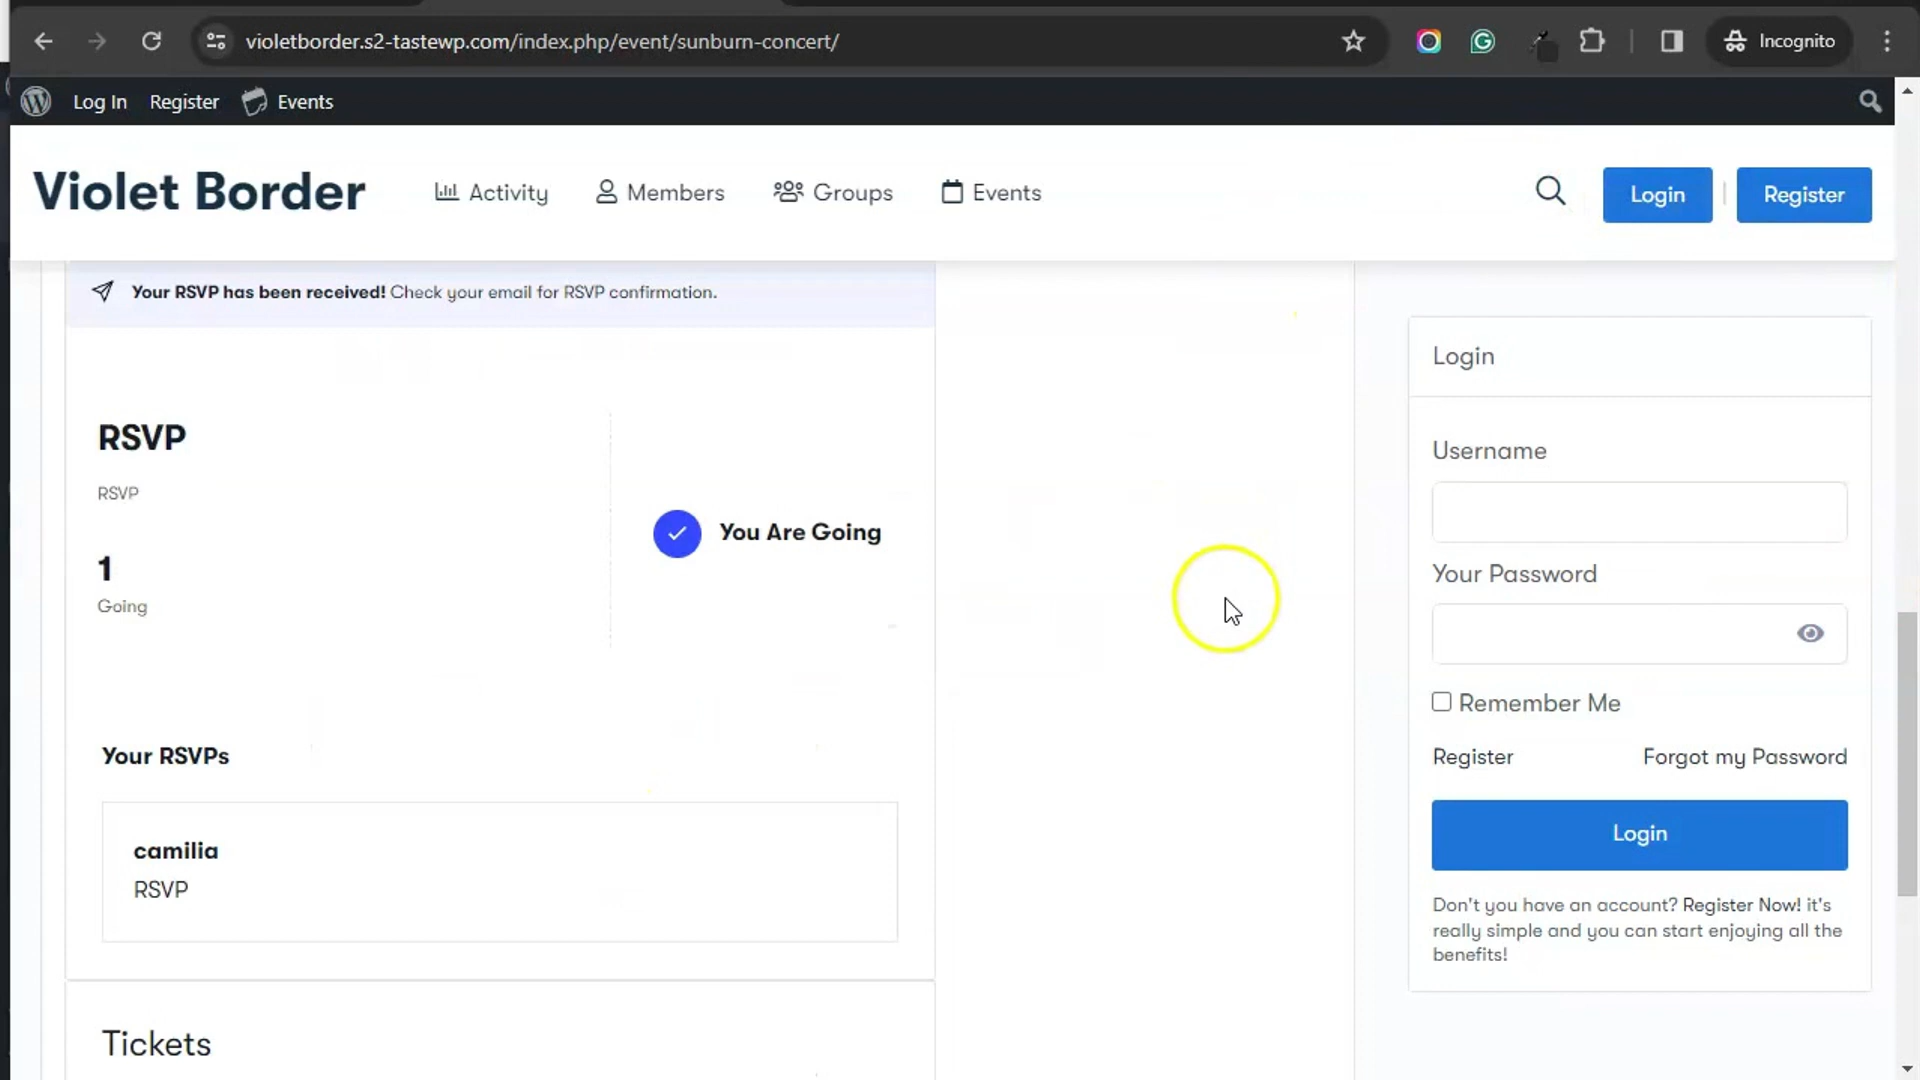 violetborder.s2-tastewp.com/index.php/event/sunburn-concert/
Incognito
Log In
Register
Events
Violet Border
Activity
Members
Groups
Events
Login
Register
Your RSVP has been received! Check your email for RSVP confirmation.
RSVP
RSVP
1
Going
You Are Going
Your RSVPs
camilia
RSVP
Tickets
Login
Username
Your Password
Remember Me
Register
Forgot my Password
Login
Don't you have an account? Register Now! it's
really simple and you can start enjoying all the
benefits!